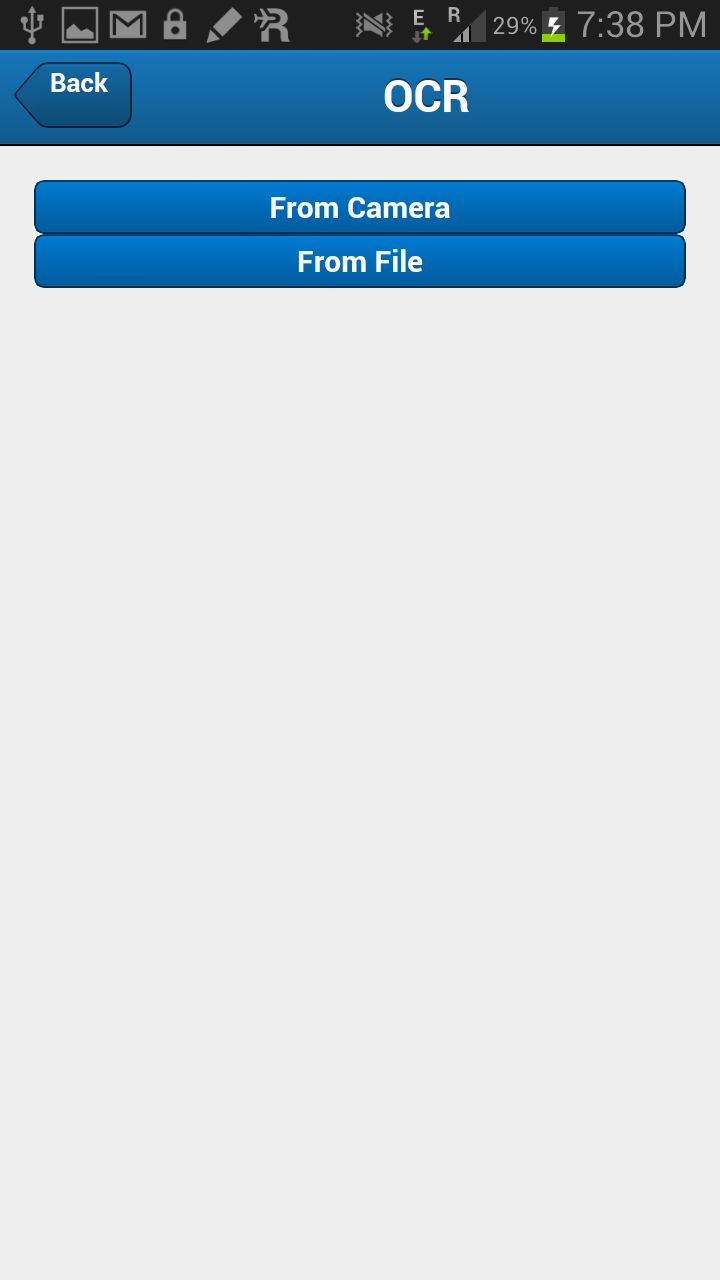 E R 29% 7:38 PM
Back OCR
From Camera
From File